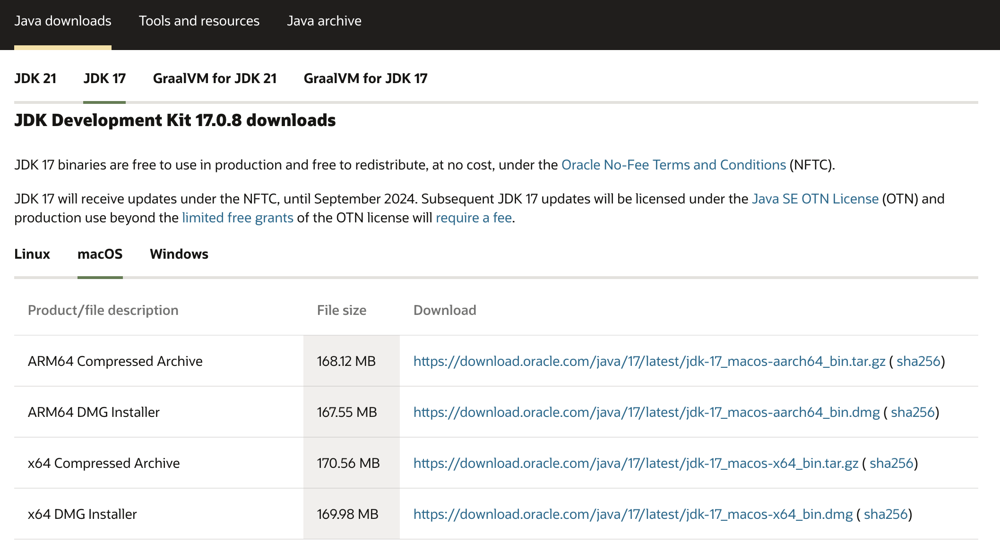 Java downloads Tools and resources Java archive
JDK 21 JDK 17 GraalVM for JDK 21 GraalVM for JDK 17
JDK Development Kit 17.0.8 downloads
JDK 17 binaries are free to use in production and free to redistribute, at no cost, under the Oracle No-Fee Terms and Conditions (NFTC).
JDK 17 will receive updates under the NFTC, until September 2024. Subsequent JDK 17 updates will be licensed under the Java SE OTN License (OTN) and
production use beyond the limited free grants of the OTN license will require a fee.
Linux macOS Windows
Product/file description File size Download
ARM64 Compressed Archive 168.12 MB https://download.oracle.com/java/17/latest/jdk-17_macos-aarch64_bin.tar.gz ( sha256)
ARM64 DMG Installer 167.55 MB https://download.oracle.com/java/17/latest/jdk-17_macos-aarch64_bin.dmg ( sha256)
x64 Compressed Archive 170.56 MB https://download.oracle.com/java/17/latest/jdk-17_macos-x64_bin.tar.gz ( sha256)
x64 DMG Installer 169.98 MB https://download.oracle.com/java/17/latest/jdk-17_macos-x64_bin.dmg ( sha256)